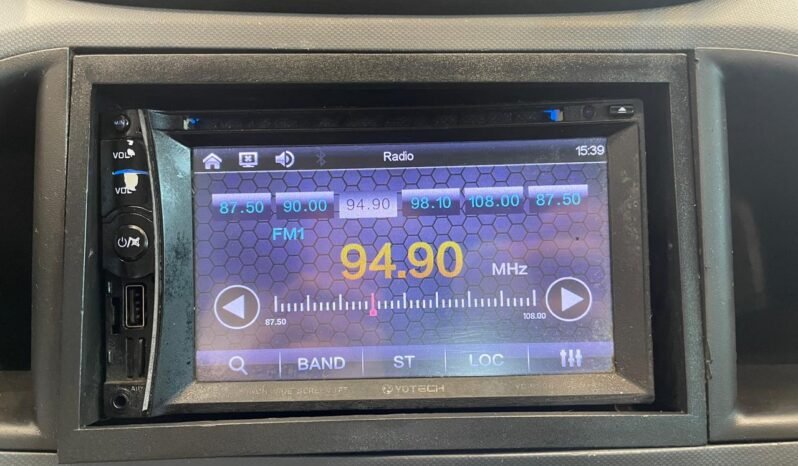 Radio 15:39
VOL
VOL
87.50 90.00 94.90 98.10 108.00 87.50
FM1
94.90 MHz
87.50 108.00
BAND ST LOC
YOTECH